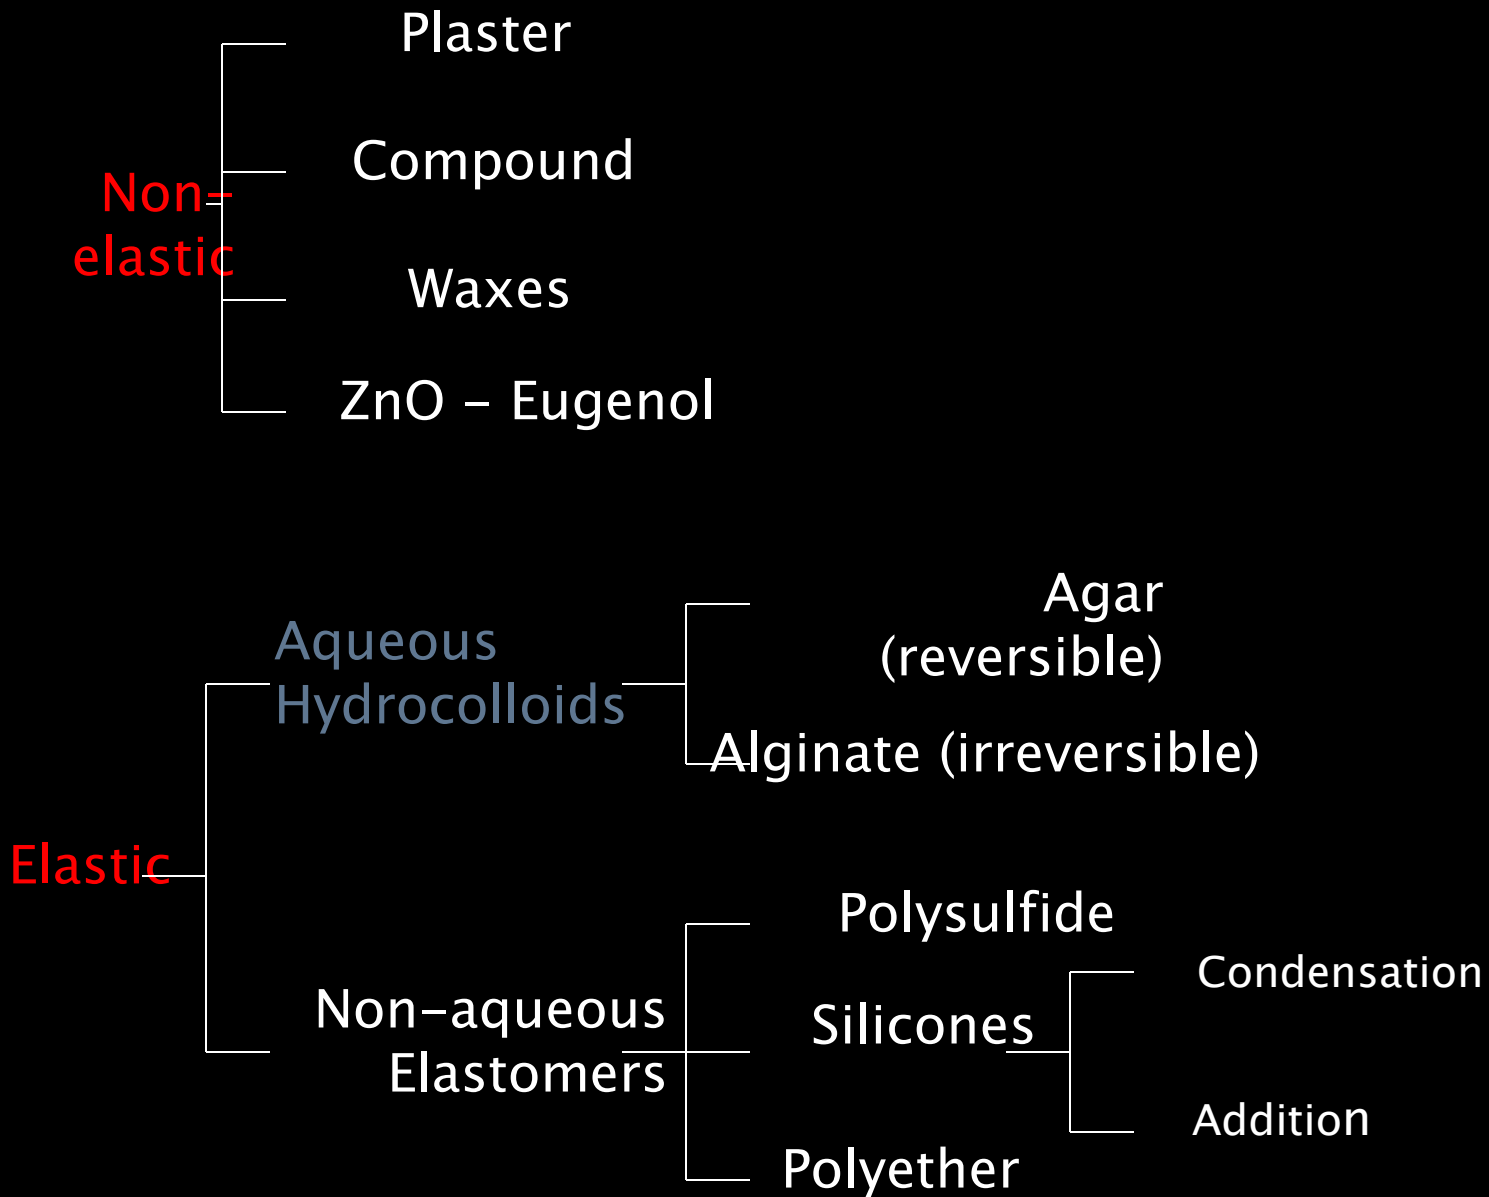 Plaster
Compound
Non-
elastic
Waxes
ZnO - Eugenol
Agar
(reversible)
Aqueous
Hydrocolloids
Alginate (irreversible)
Elastic
Polysulfide
Condensation
Non-aqueous
Elastomers
Silicones
Addition
Polyether